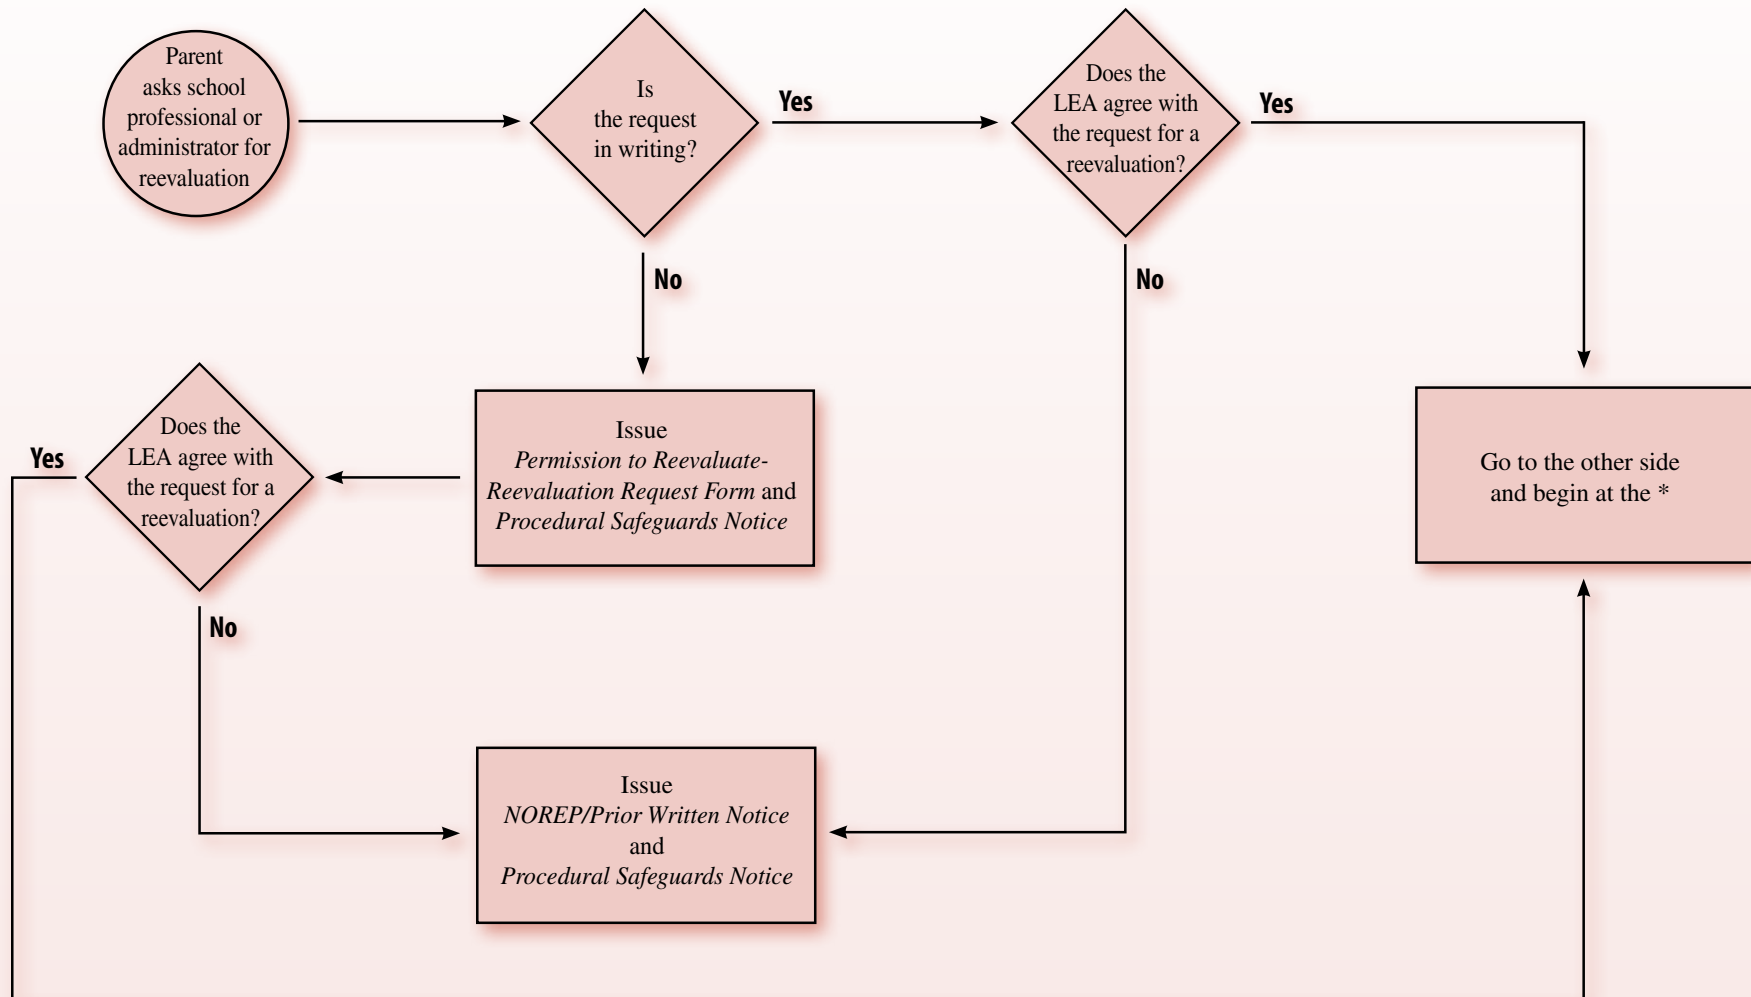 Parent
asks school
professional or
administrator for
reevaluation
Is
the request
in writing?
Yes
Does the
LEA agree with
the request for a
reevaluation?
Yes
No
No
Does the
LEA agree with
the request for a
reevaluation?
Yes
Issue
Permission to Reevaluate-
Reevaluation Request Form and
Procedural Safeguards Notice
Go to the other side
and begin at the *
No
Issue
NOREP/Prior Written Notice
and
Procedural Safeguards Notice